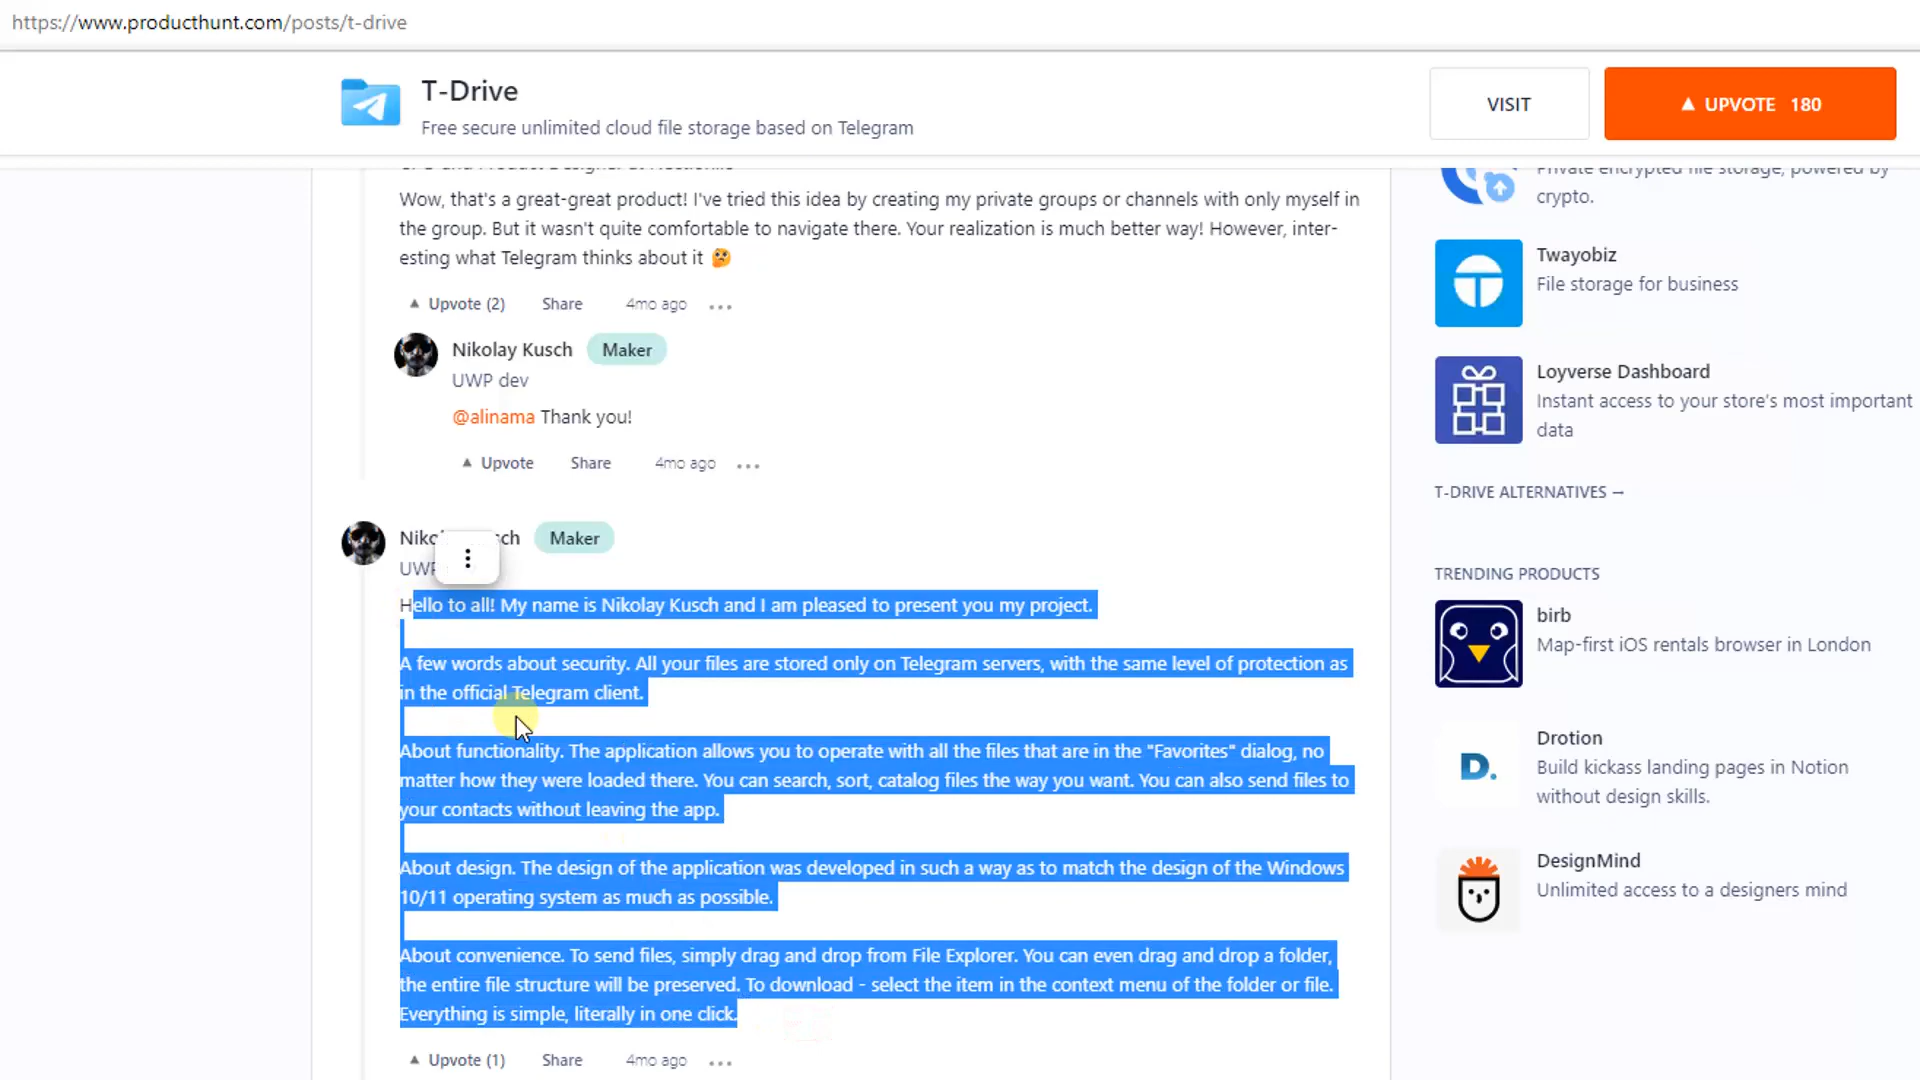 https://www.producthunt.com/posts/t-drive
T-Drive
Free secure unlimited cloud file storage based on Telegram
VISIT
▲ UPVOTE 180
Wow, that's a great-great product! I've tried this idea by creating my private groups or channels with only myself in
the group. But it wasn't quite comfortable to navigate there. Your realization is much better way! However, inter-
esting what Telegram thinks about it 🤔
▲ Upvote (2) Share 4mo ago ...
Nikolay Kusch Maker
UWP dev
@alinama Thank you!
▲ Upvote Share 4mo ago ...
Maker
UWP
Hello to all! My name is Nikolay Kusch and I am pleased to present you my project.
A few words about security. All your files are stored only on Telegram servers, with the same level of protection as
in the official Telegram client.
About functionality. The application allows you to operate with all the files that are in the "Favorites" dialog, no
matter how they were loaded there. You can search, sort, catalog files the way you want. You can also send files to
your contacts without leaving the app.
About design. The design of the application was developed in such a way as to match the design of the Windows
10/11 operating system as much as possible.
About convenience. To send files, simply drag and drop from File Explorer. You can even drag and drop a folder,
the entire file structure will be preserved. To download - select the item in the context menu of the folder or file.
Everything is simple, literally in one click.
▲ Upvote (1) Share 4mo ago ...
Private encrypted file storage, powered by
crypto.
Twayobiz
File storage for business
Loyverse Dashboard
Instant access to your store's most important
data
T-DRIVE ALTERNATIVES →
TRENDING PRODUCTS
birb
Map-first iOS rentals browser in London
D.
Drotion
Build kickass landing pages in Notion
without design skills.
DesignMind
Unlimited access to a designers mind